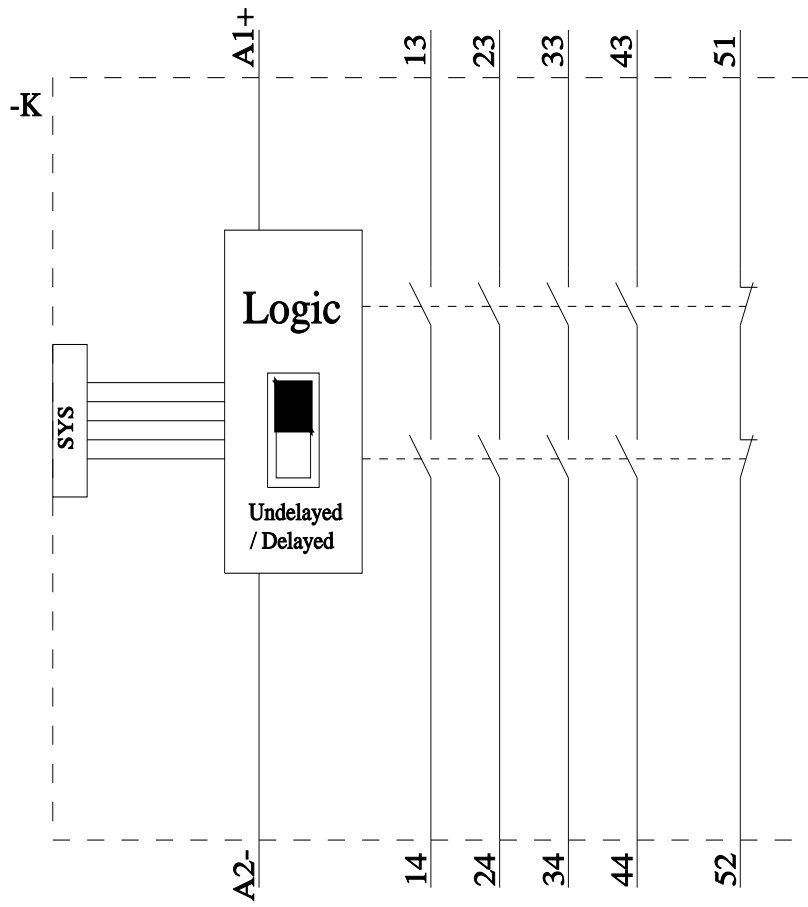 A1+
13
23
33
43
51
-K
Logic
SYS
Undelayed
/ Delayed
A2-
14
24
34
44
52